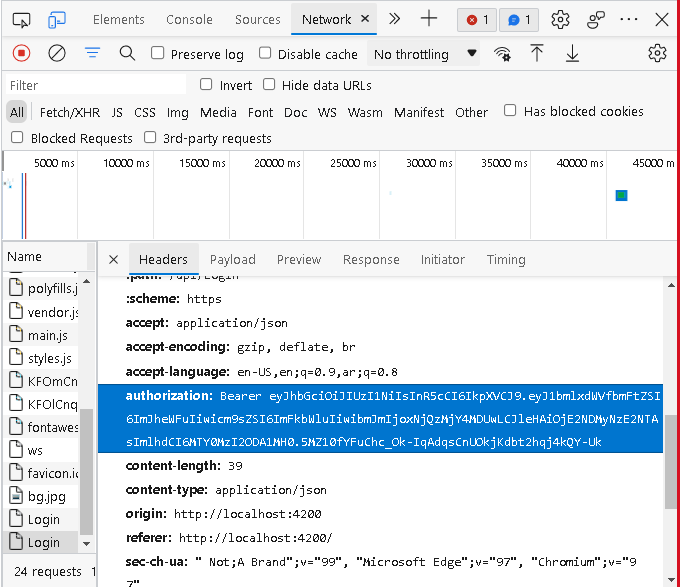 Elements Console Sources Network
1 1
Preserve log Disable cache No throttling
Filter Invert Hide data URLs
All Fetch/XHR JS CSS Img Media Font Doc WS Wasm Manifest Other Has blocked cookies
Blocked Requests 3rd-party requests
5000 ms 10000 ms 15000 ms 20000 ms 25000 ms 30000 ms 35000 ms 40000 ms 45000 m
Name
polyfills.j
vendor.js
main.js
styles.js
KFOmCn
KFOlCnq
fontawes
ws
favicon.ic
bg.jpg
Login
Login
24 requests 1
Headers Payload Preview Response Initiator Timing
:path: /api/Login
:scheme: https
accept: application/json
accept-encoding: gzip, deflate, br
accept-language: en-US,en;q=0.9,ar;q=0.8
authorization: Bearer eyJhbGciOiJIUzI1NiIsInR5cCI6IkpXVCJ9.eyJ1bmlxdWVfbmFtZSI
6ImJheWFuIiwicm9sZSI6ImFkbWluIiwibmJmIjoxNjQzMjY4MDUwLCJleHAiOjE2NDMyNzE2NTA
sImlhdCI6MTY0MzI2ODA1MH0.5MZ10fYFuChc_Ok-IqAdqsCnUOkjKdbt2hqj4kQY-Uk
content-length: 39
content-type: application/json
origin: http://localhost:4200
referer: http://localhost:4200/
sec-ch-ua: " Not;A Brand";v="99", "Microsoft Edge";v="97", "Chromium";v="9
7"